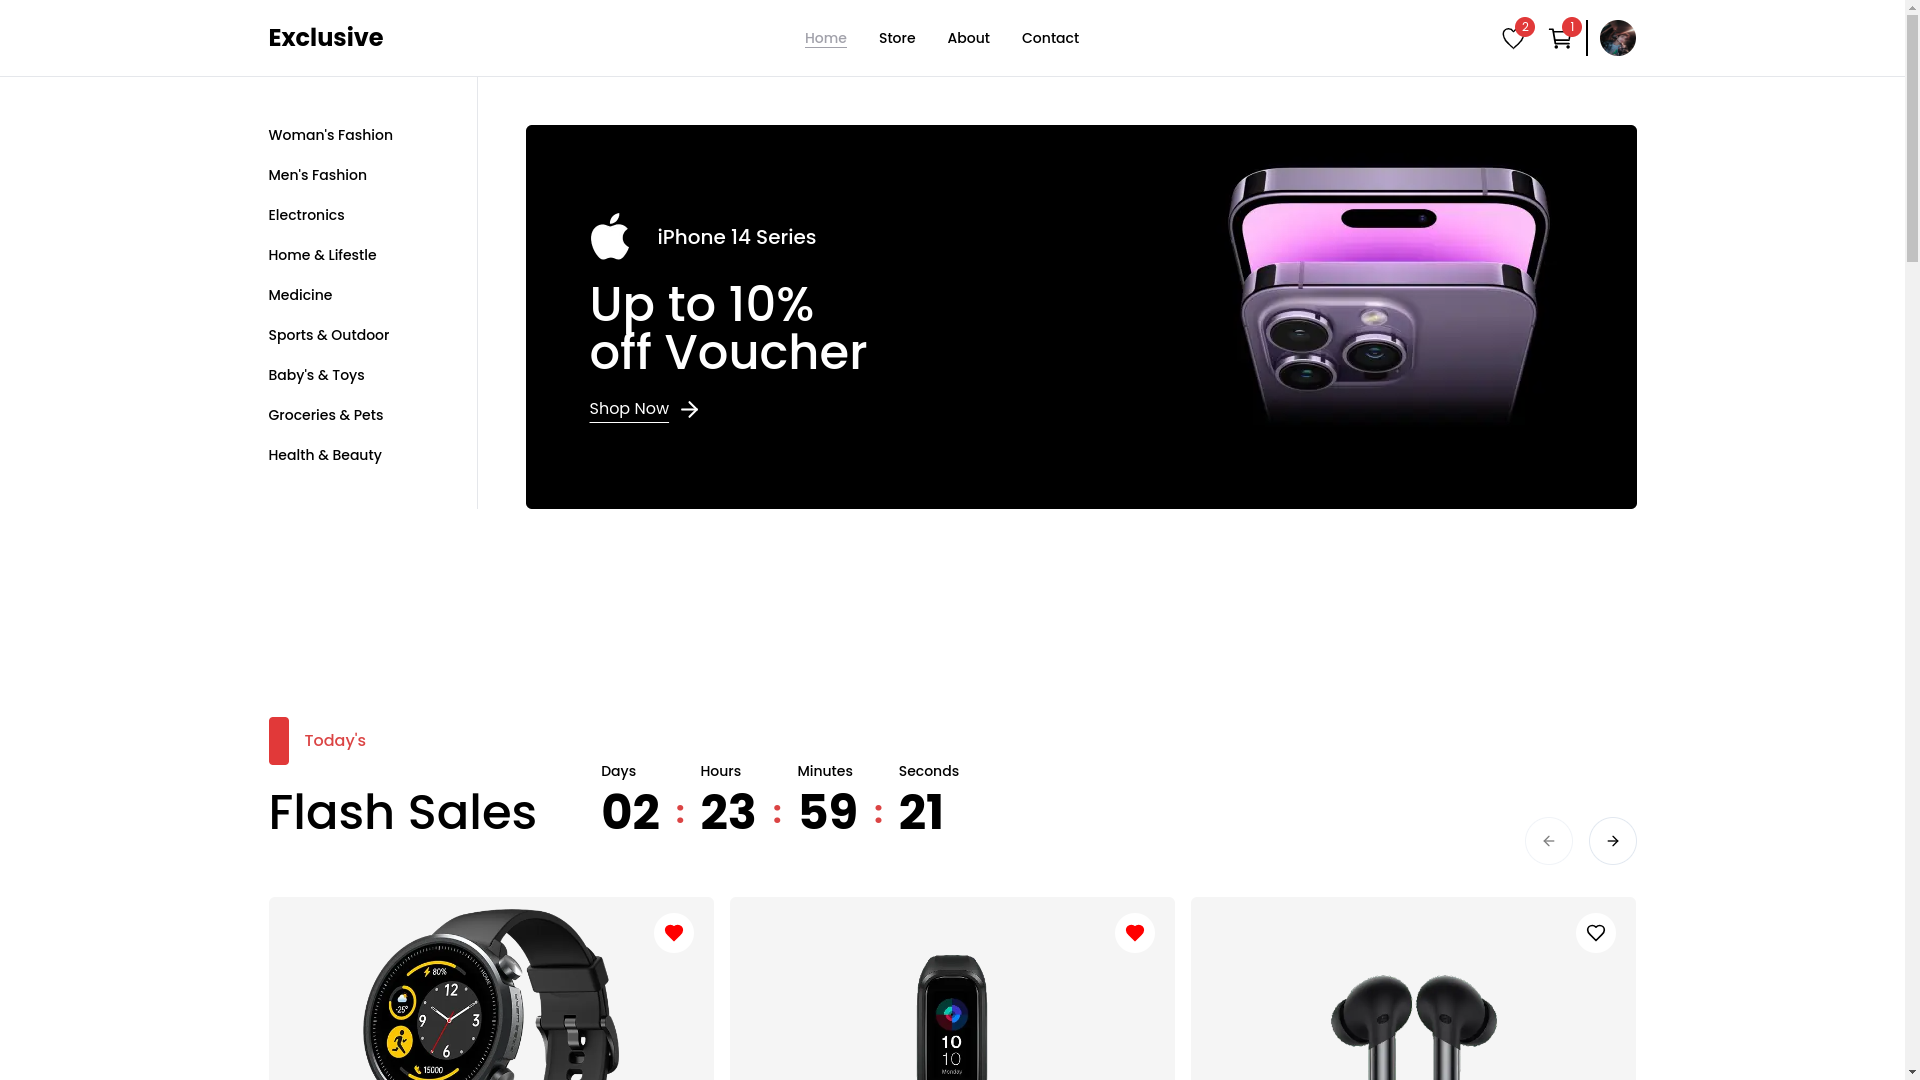 Exclusive
Home
Store
About
Contact
2
1
Woman's Fashion
Men's Fashion
Electronics
Home & Lifestle
Medicine
Sports & Outdoor
Baby's & Toys
Groceries & Pets
Health & Beauty
iPhone 14 Series
Up to 10%
off Voucher
Shop Now
Today's
Flash Sales
Days
Hours
Minutes
Seconds
02 : 23 : 59 : 21
80%
-25°
12
9
3
6
15000
10
10
Monday